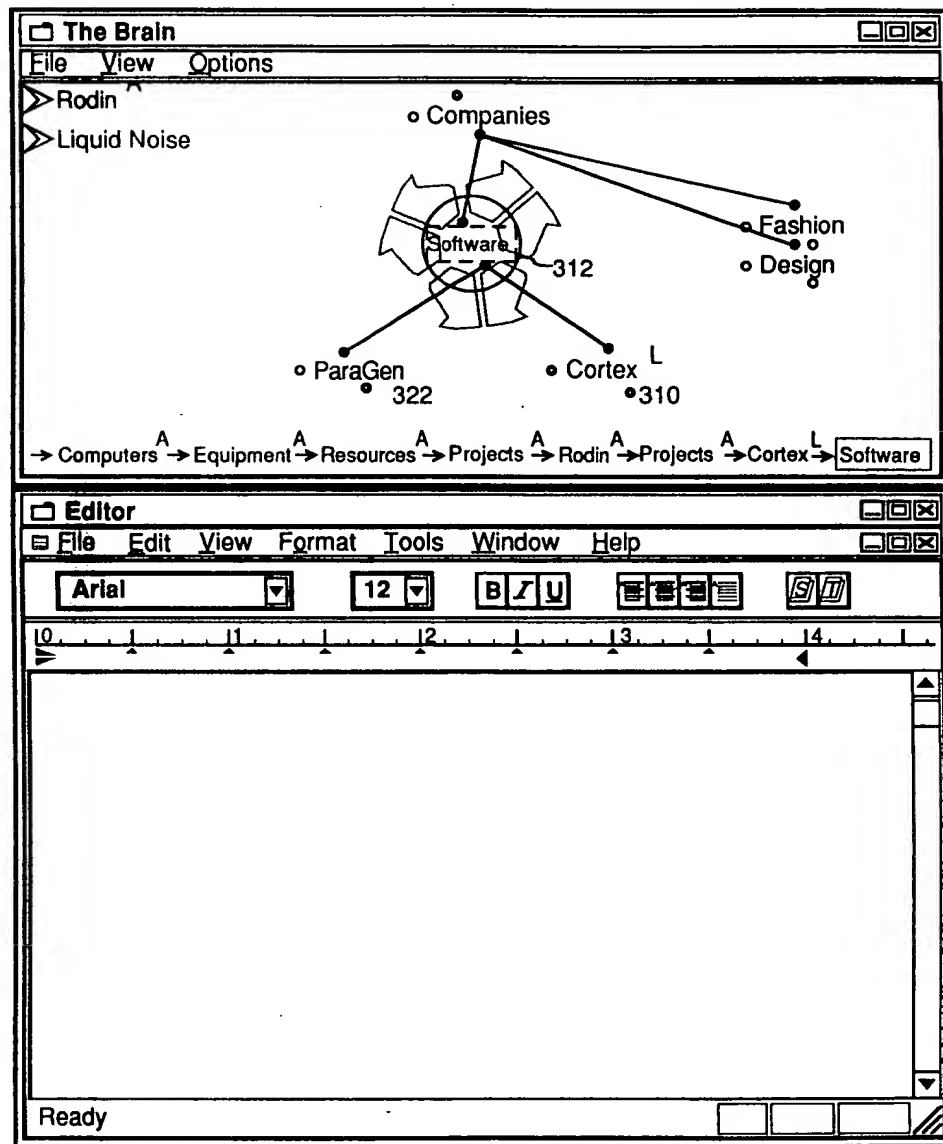 The Brain
File View Options
Rodin A
Liquid Noise
Companies
Fashion
Software
312
Design
L
ParaGen
Cortex
322
310
A A A A A A L
→ Computers → Equipment → Resources → Projects → Rodin → Projects → Cortex → Software
Editor
File Edit View Format Tools Window Help
Arial 12 B I U S T
0 1 2 3 4
Ready